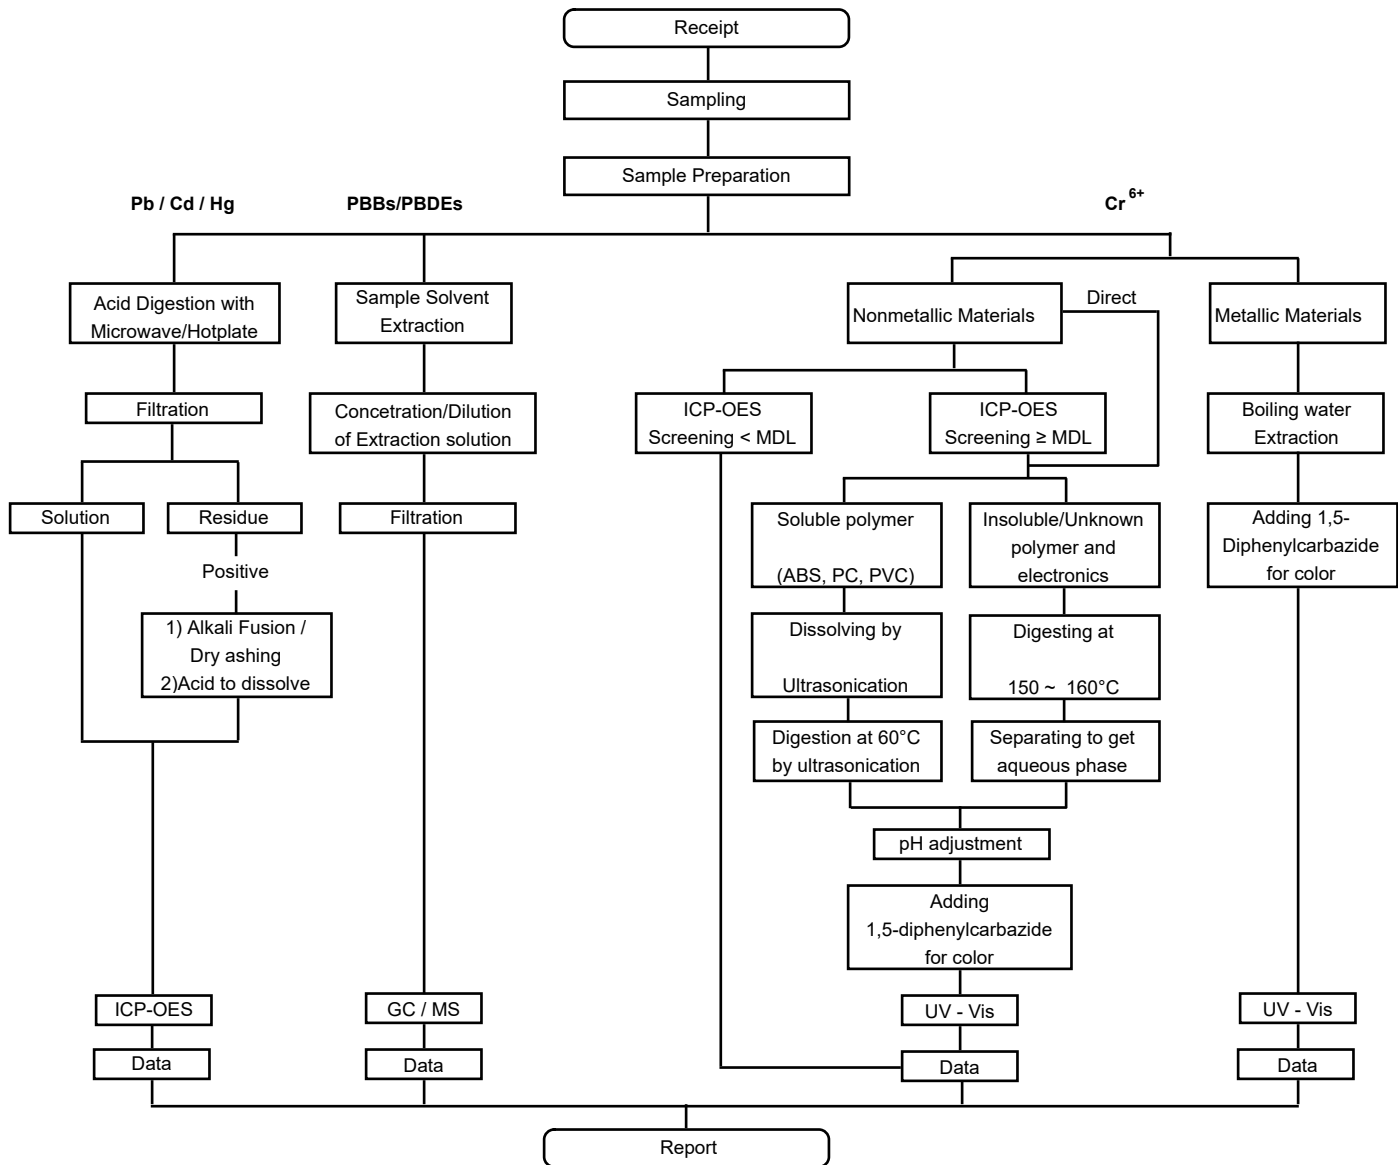 Receipt
Sampling
Sample Preparation
Pb / Cd / Hg
PBBs/PBDEs
Cr 6+
Acid Digestion with
Microwave/Hotplate
Sample Solvent
Extraction
Nonmetallic Materials
Direct
Metallic Materials
Filtration
Concetration/Dilution
of Extraction solution
ICP-OES
Screening < MDL
ICP-OES
Screening ≥ MDL
Boiling water
Extraction
Solution
Residue
Filtration
Soluble polymer
(ABS, PC, PVC)
Insoluble/Unknown
polymer and
electronics
Adding 1,5-
Diphenylcarbazide
for color
Positive
1) Alkali Fusion /
Dry ashing
2)Acid to dissolve
Dissolving by
Ultrasonication
Digesting at
150 ~ 160°C
Digestion at 60°C
by ultrasonication
Separating to get
aqueous phase
pH adjustment
Adding
1,5-diphenylcarbazide
for color
ICP-OES
GC / MS
UV - Vis
UV - Vis
Data
Data
Data
Data
Report